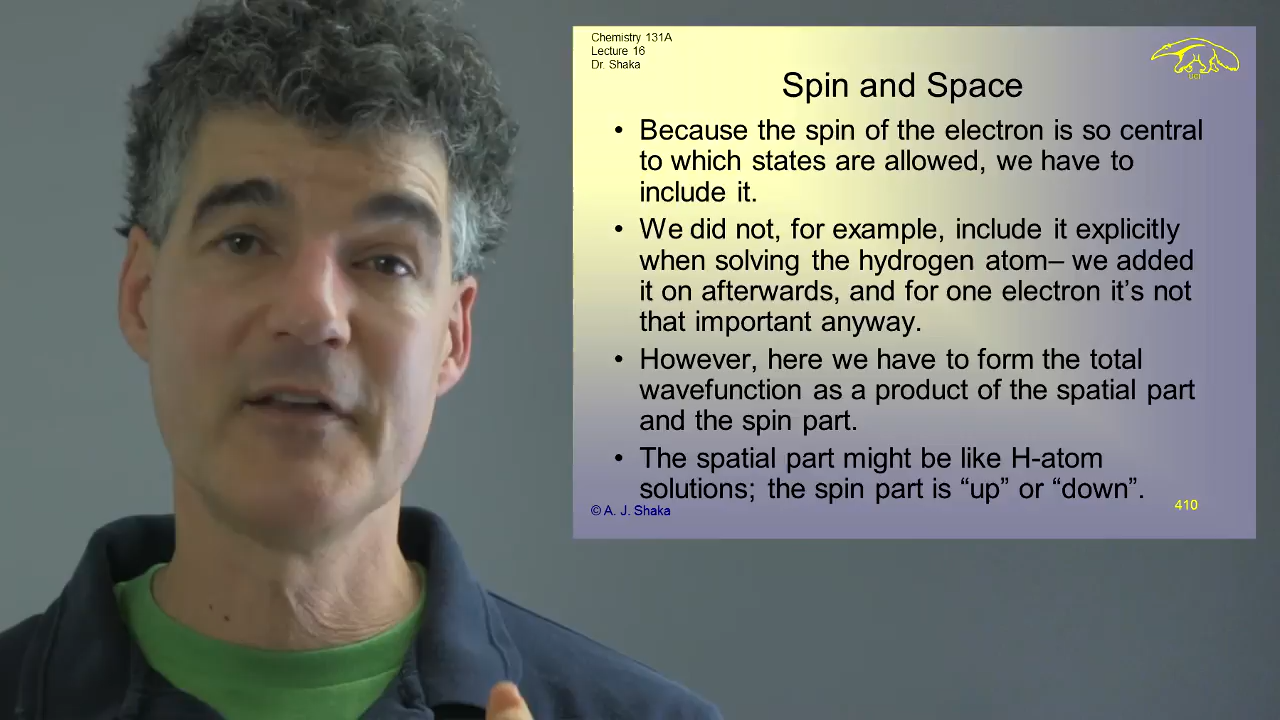 Chemistry 131A
Lecture 16
Dr. Shaka
UCI
Spin and Space
• Because the spin of the electron is so central
to which states are allowed, we have to
include it.
• We did not, for example, include it explicitly
when solving the hydrogen atom– we added
it on afterwards, and for one electron it’s not
that important anyway.
• However, here we have to form the total
wavefunction as a product of the spatial part
and the spin part.
• The spatial part might be like H-atom
solutions; the spin part is “up” or “down”.
© A. J. Shaka
410